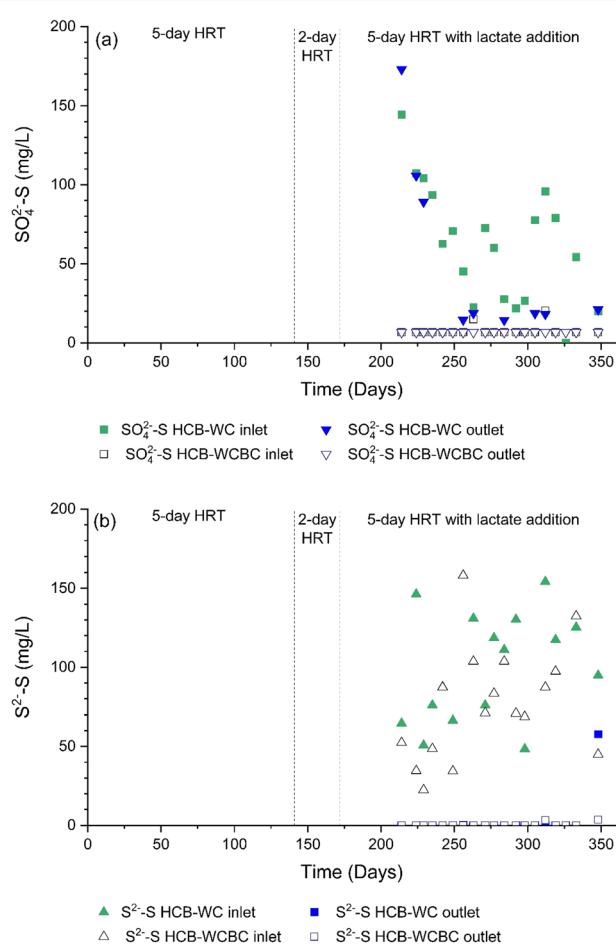 (a)
5-day HRT
2-day HRT
5-day HRT with lactate addition
200
150
100
50
0
SO₄²⁻-S (mg/L)
0 50 100 150 200 250 300 350
Time (Days)
SO₄²⁻-S HCB-WC inlet
SO₄²⁻-S HCB-WC outlet
SO₄²⁻-S HCB-WCBC inlet
SO₄²⁻-S HCB-WCBC outlet
(b)
5-day HRT
2-day HRT
5-day HRT with lactate addition
200
150
100
50
0
S²⁻-S (mg/L)
0 50 100 150 200 250 300 350
Time (Days)
S²⁻-S HCB-WC inlet
S²⁻-S HCB-WC outlet
S²⁻-S HCB-WCBC inlet
S²⁻-S HCB-WCBC outlet